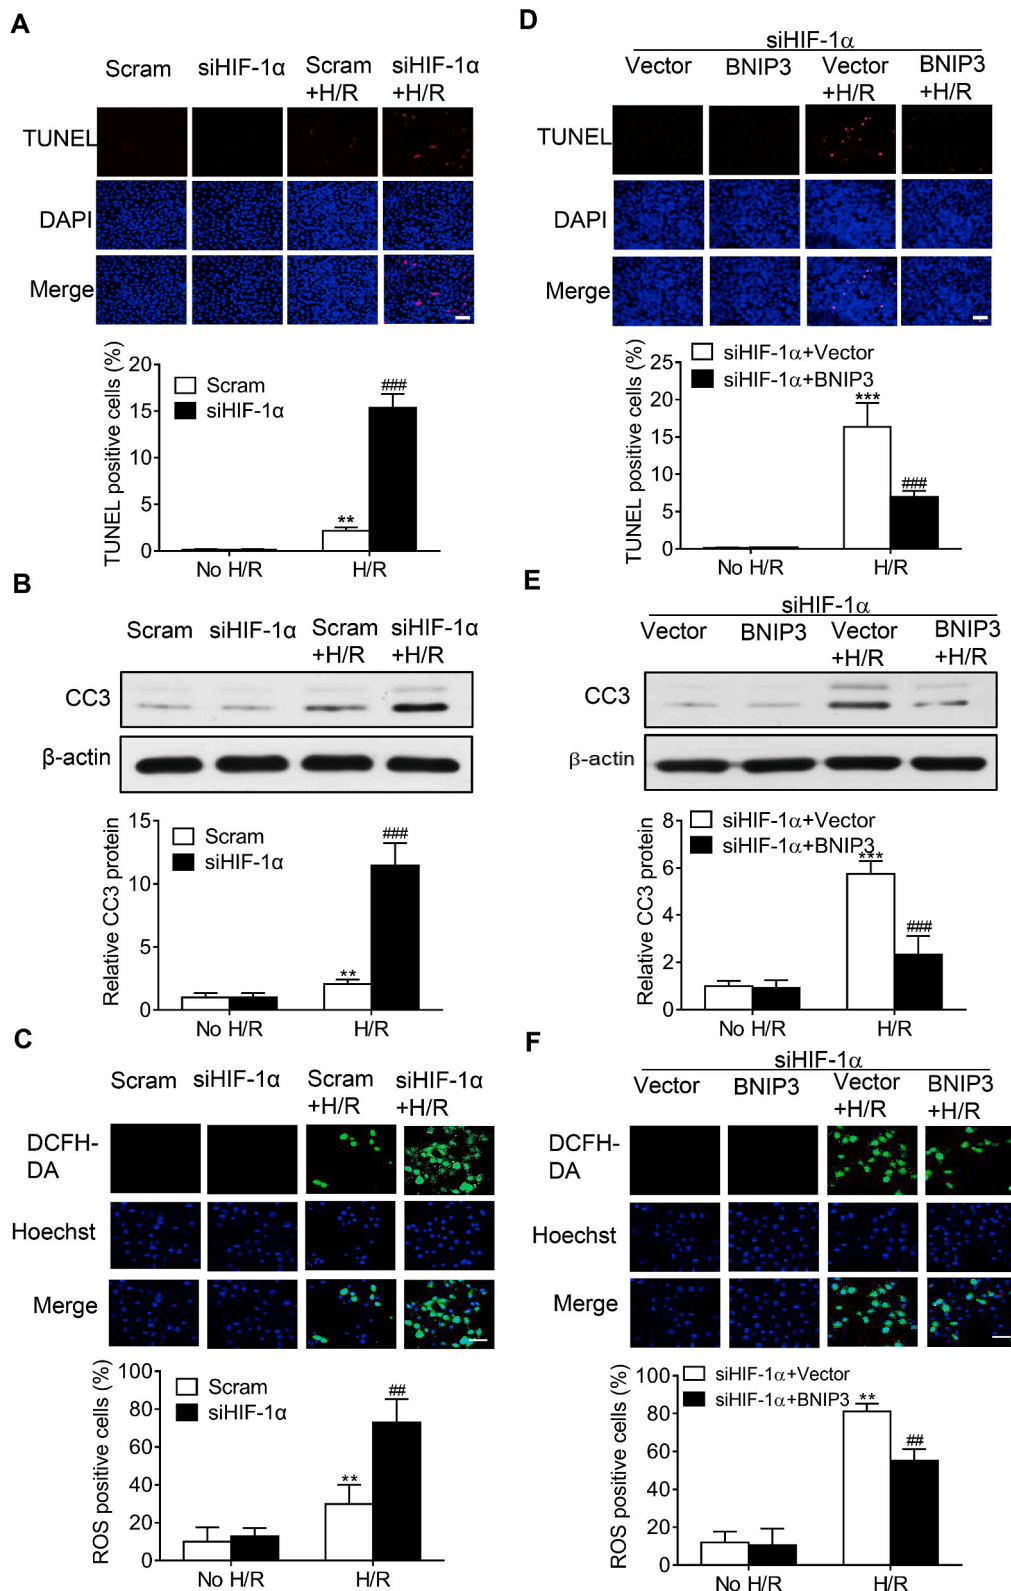 A
Scram
siHIF-1α
Scram
+H/R
siHIF-1α
+H/R
TUNEL
DAPI
Merge
TUNEL positive cells (%)
20
15
10
5
0
Scram
siHIF-1α
**
###
No H/R
H/R
B
Scram
siHIF-1α
Scram
+H/R
siHIF-1α
+H/R
CC3
β-actin
Relative CC3 protein
15
10
5
0
Scram
siHIF-1α
**
###
No H/R
H/R
C
Scram
siHIF-1α
Scram
+H/R
siHIF-1α
+H/R
DCFH-
DA
Hoechst
Merge
ROS positive cells (%)
100
80
60
40
20
0
Scram
siHIF-1α
**
##
No H/R
H/R
D
siHIF-1α
Vector
BNIP3
Vector
+H/R
BNIP3
+H/R
TUNEL
DAPI
Merge
TUNEL positive cells (%)
25
20
15
10
5
0
siHIF-1α+Vector
siHIF-1α+BNIP3
***
###
No H/R
H/R
E
siHIF-1α
Vector
BNIP3
Vector
+H/R
BNIP3
+H/R
CC3
β-actin
Relative CC3 protein
8
6
4
2
0
siHIF-1α+Vector
siHIF-1α+BNIP3
***
###
No H/R
H/R
F
siHIF-1α
Vector
BNIP3
Vector
+H/R
BNIP3
+H/R
DCFH-
DA
Hoechst
Merge
ROS positive cells (%)
100
80
60
40
20
0
siHIF-1α+Vector
siHIF-1α+BNIP3
**
##
No H/R
H/R